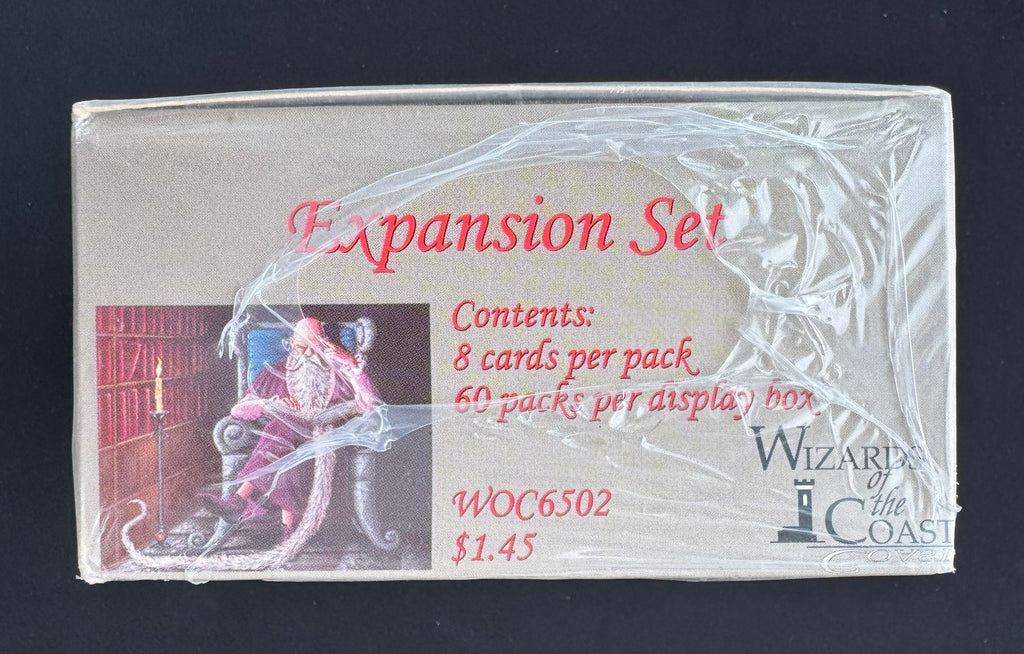 Expansion Set
Contents:
8 cards per pack
60 packs per display box
WOC6502
$1.45
WIZARDS
of
the
COAST
COAST